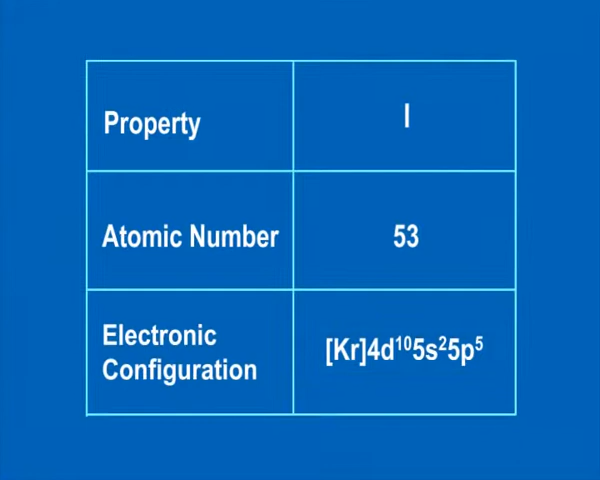 Property
I
Atomic Number
53
Electronic
Configuration
[Kr]4d¹⁰5s²5p⁵